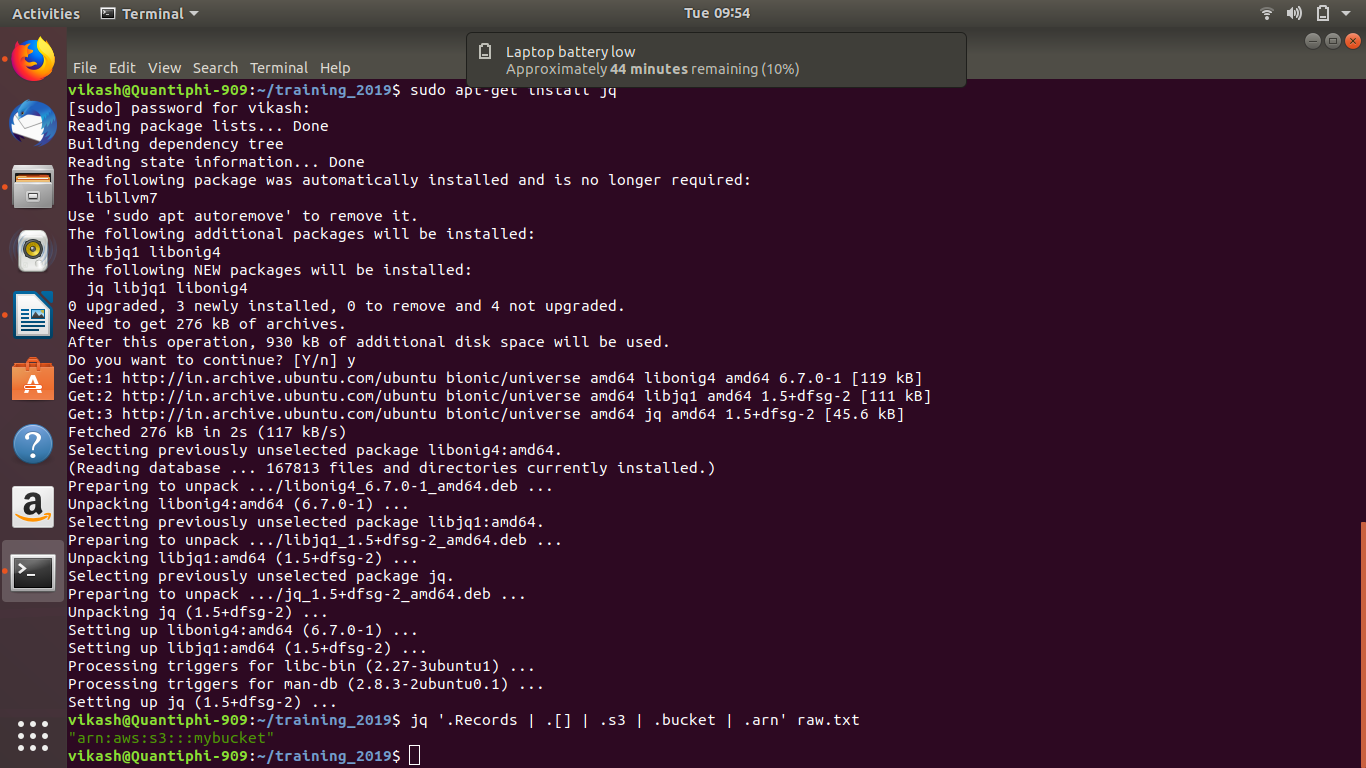 Activities Terminal Tue 09:54
Laptop battery low
Approximately 44 minutes remaining (10%)
File Edit View Search Terminal Help
vikash@Quantiphi-909:~/training_2019$ sudo apt-get install jq
[sudo] password for vikash:
Reading package lists... Done
Building dependency tree
Reading state information... Done
The following package was automatically installed and is no longer required:
  libllvm7
Use 'sudo apt autoremove' to remove it.
The following additional packages will be installed:
  libjq1 libonig4
The following NEW packages will be installed:
  jq libjq1 libonig4
0 upgraded, 3 newly installed, 0 to remove and 4 not upgraded.
Need to get 276 kB of archives.
After this operation, 930 kB of additional disk space will be used.
Do you want to continue? [Y/n] y
Get:1 http://in.archive.ubuntu.com/ubuntu bionic/universe amd64 libonig4 amd64 6.7.0-1 [119 kB]
Get:2 http://in.archive.ubuntu.com/ubuntu bionic/universe amd64 libjq1 amd64 1.5+dfsg-2 [111 kB]
Get:3 http://in.archive.ubuntu.com/ubuntu bionic/universe amd64 jq amd64 1.5+dfsg-2 [45.6 kB]
Fetched 276 kB in 2s (117 kB/s)
Selecting previously unselected package libonig4:amd64.
(Reading database ... 167813 files and directories currently installed.)
Preparing to unpack .../libonig4_6.7.0-1_amd64.deb ...
Unpacking libonig4:amd64 (6.7.0-1) ...
Selecting previously unselected package libjq1:amd64.
Preparing to unpack .../libjq1_1.5+dfsg-2_amd64.deb ...
Unpacking libjq1:amd64 (1.5+dfsg-2) ...
Selecting previously unselected package jq.
Preparing to unpack .../jq_1.5+dfsg-2_amd64.deb ...
Unpacking jq (1.5+dfsg-2) ...
Setting up libonig4:amd64 (6.7.0-1) ...
Setting up libjq1:amd64 (1.5+dfsg-2) ...
Processing triggers for libc-bin (2.27-3ubuntu1) ...
Processing triggers for man-db (2.8.3-2ubuntu0.1) ...
Setting up jq (1.5+dfsg-2) ...
vikash@Quantiphi-909:~/training_2019$ jq '.Records | .[] | .s3 | .bucket | .arn' raw.txt
"arn:aws:s3:::mybucket"
vikash@Quantiphi-909:~/training_2019$